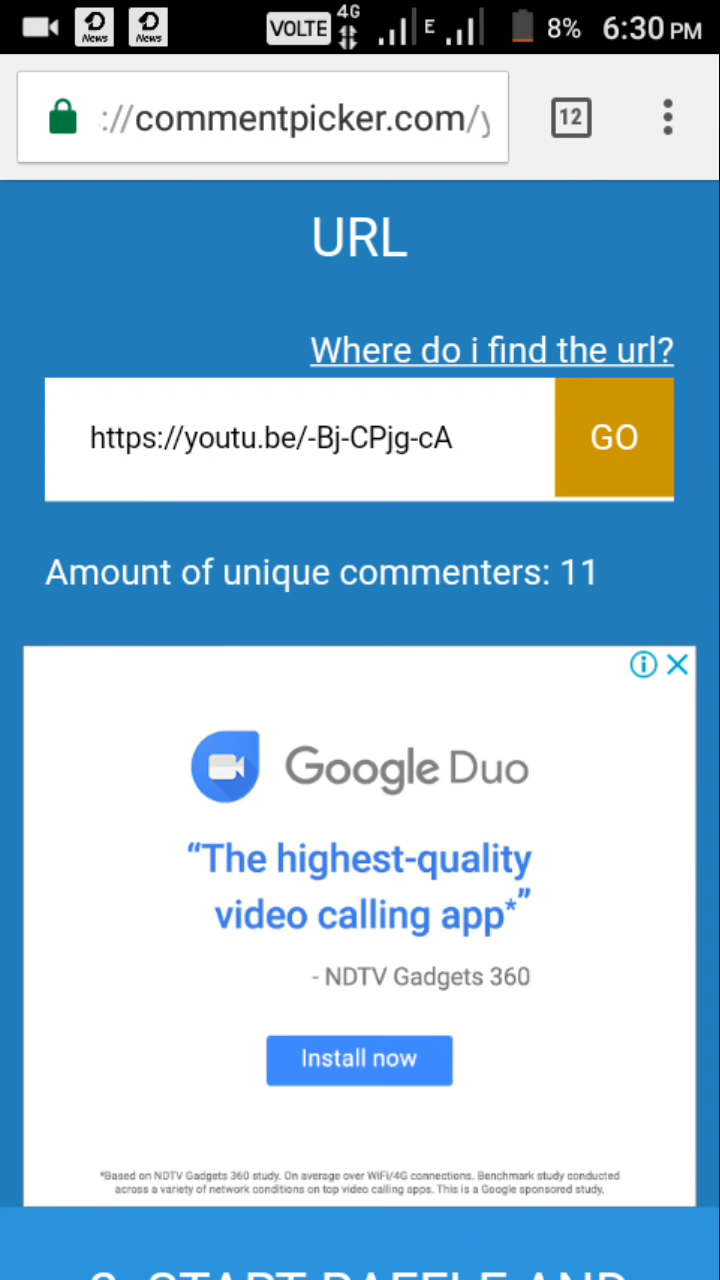 News
News
VOLTE 4G E 8% 6:30 PM
://commentpicker.com/y
12
URL
Where do i find the url?
https://youtu.be/-Bj-CPjg-cA
GO
Amount of unique commenters: 11
Google Duo
“The highest-quality
video calling app*”
- NDTV Gadgets 360
Install now
*Based on NDTV Gadgets 360 study. On average over WiFi/4G connections. Benchmark study conducted
across a variety of network conditions on top video calling apps. This is a Google sponsored study.
START RAFFLE AND